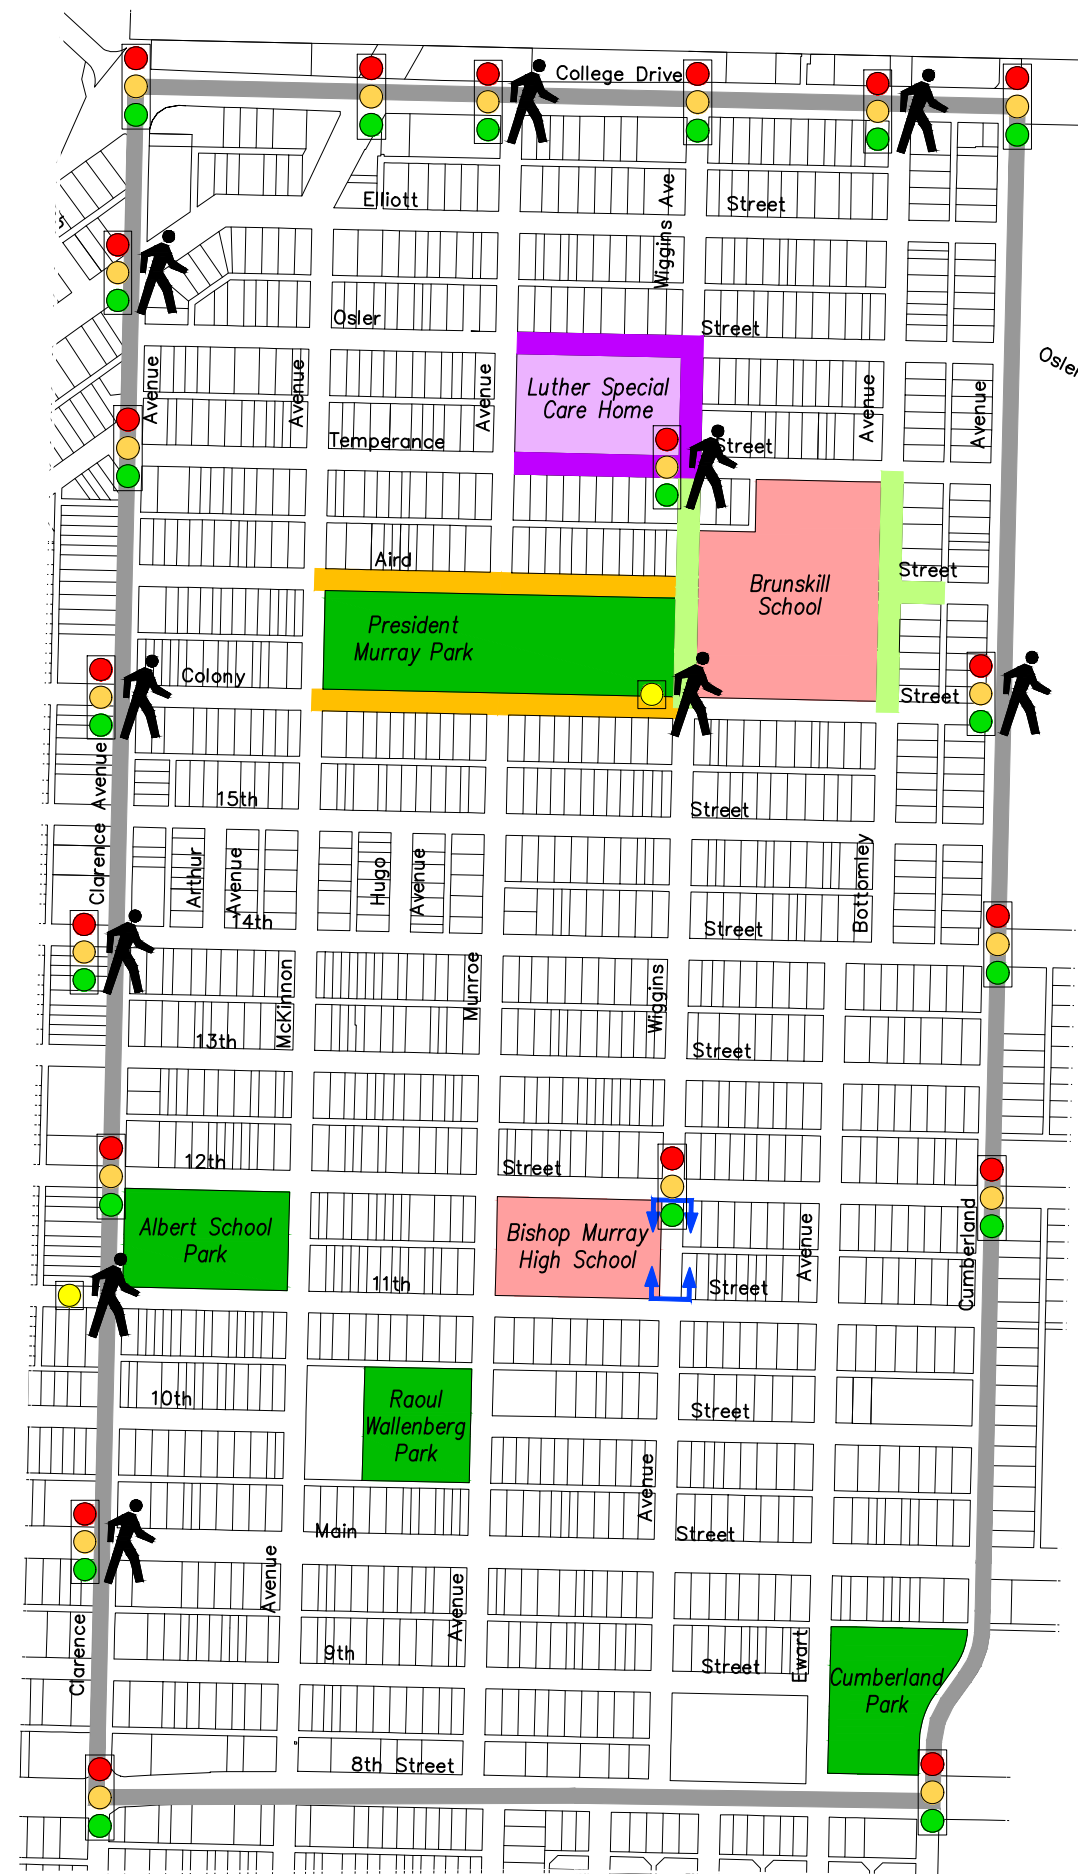 College Drive
Elliott
Street
Wiggins Ave
Osler
Street
Osler
Avenue
Avenue
Avenue
Luther Special
Care Home
Avenue
Avenue
Temperance
Street
Aird
Street
Brunskill
School
President
Murray Park
Colony
Street
Clarence Avenue
15th
Street
Arthur
Avenue
Hugo
Avenue
Bottomley
14th
Street
McKinnon
Munroe
Wiggins
13th
Street
12th
Street
Albert School
Park
Bishop Murray
High School
Avenue
Cumberland
11th
Street
10th
Raoul
Wallenberg
Park
Street
Avenue
Main
Street
Avenue
Avenue
Clarence
9th
Street
Ewart
Cumberland
Park
8th Street